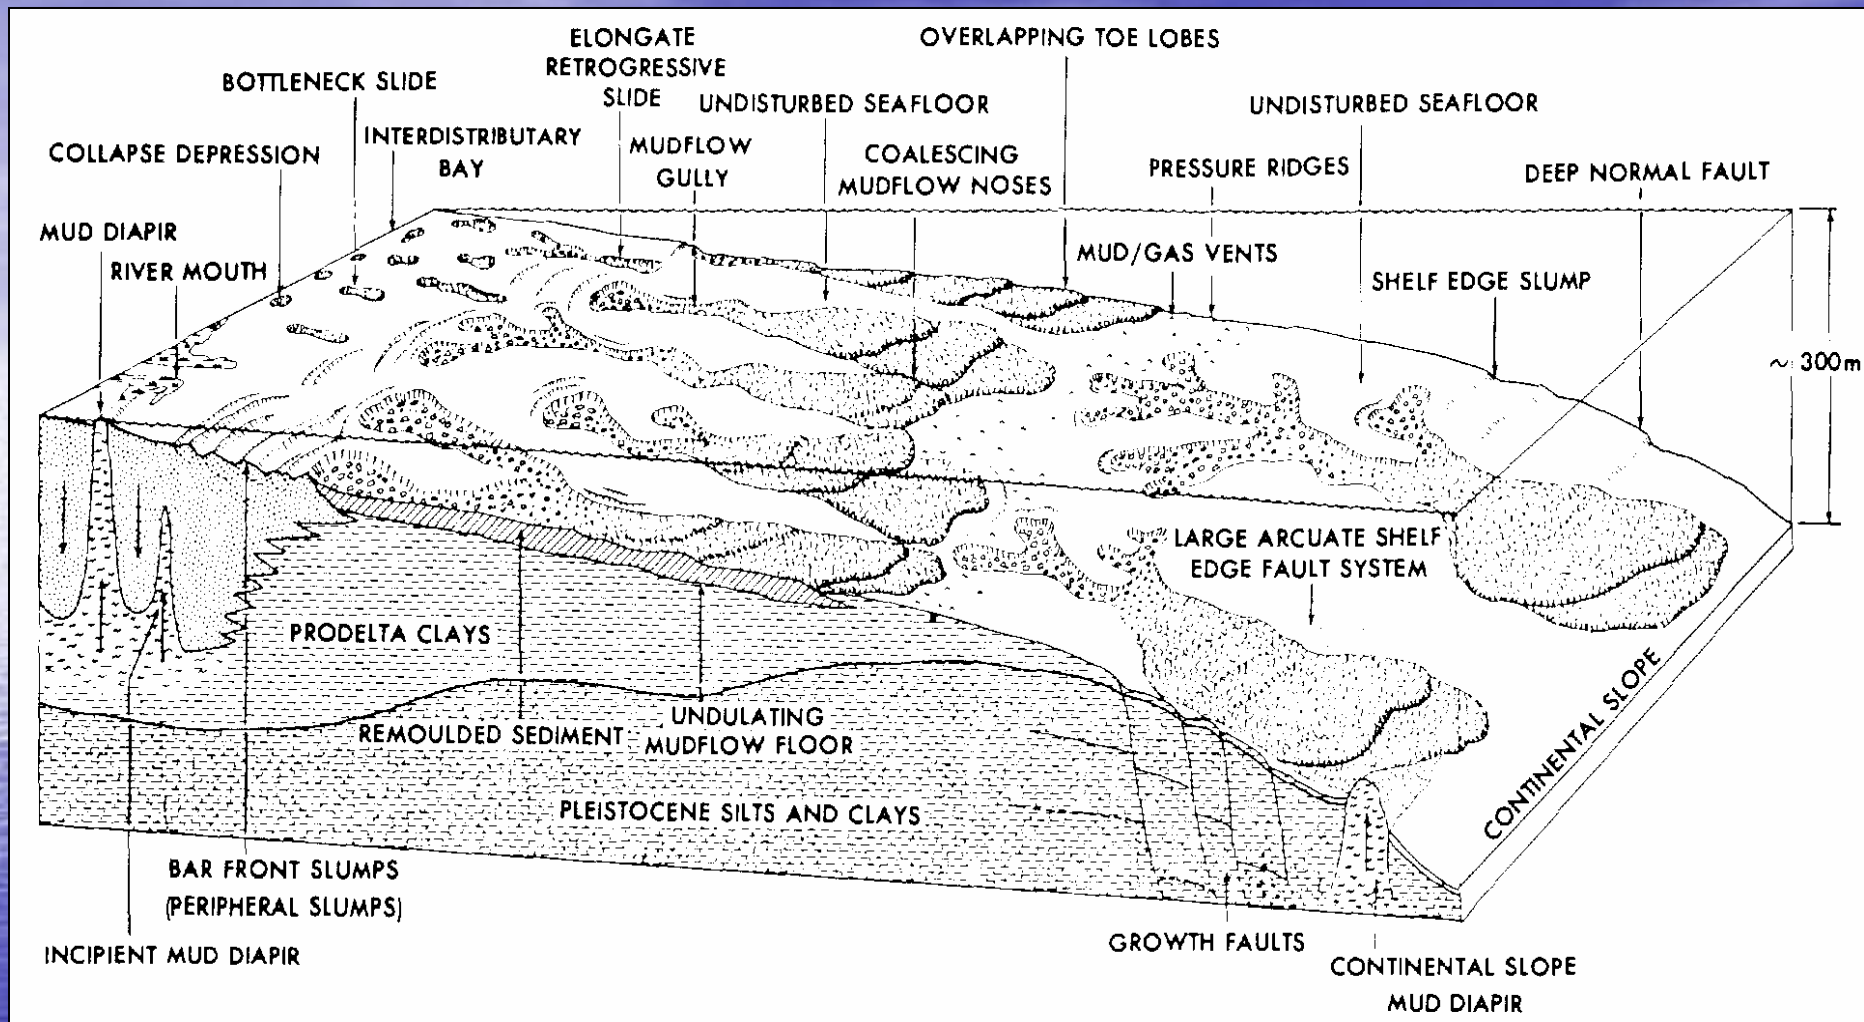 ELONGATE
RETROGRESSIVE
SLIDE
OVERLAPPING TOE LOBES
BOTTLENECK SLIDE
UNDISTURBED SEAFLOOR
UNDISTURBED SEAFLOOR
COLLAPSE DEPRESSION
INTERDISTRIBUTARY
BAY
MUDFLOW
GULLY
COALESCING
MUDFLOW NOSES
PRESSURE RIDGES
DEEP NORMAL FAULT
MUD DIAPIR
RIVER MOUTH
MUD/GAS VENTS
SHELF EDGE SLUMP
~ 300m
LARGE ARCUATE SHELF
EDGE FAULT SYSTEM
PRODELTA CLAYS
REMOULDED SEDIMENT
UNDULATING
MUDFLOW FLOOR
CONTINENTAL SLOPE
PLEISTOCENE SILTS AND CLAYS
BAR FRONT SLUMPS
(PERIPHERAL SLUMPS)
INCIPIENT MUD DIAPIR
GROWTH FAULTS
CONTINENTAL SLOPE
MUD DIAPIR